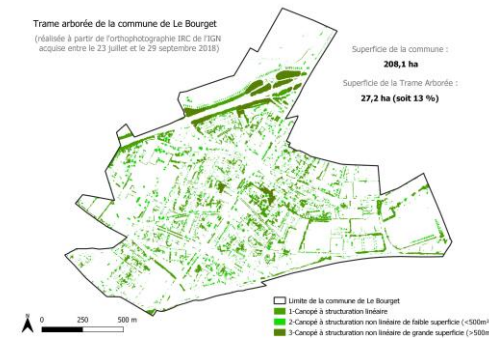 Trame arborée de la commune de Le Bourget
(réalisée à partir de l'orthophotographie IRC de l'IGN
acquise entre le 23 juillet et le 29 septembre 2018)
Superficie de la commune :
208,1 ha
Superficie de la Trame Arborée :
27,2 ha (soit 13 %)
Limite de la commune de Le Bourget
1-Canopé à structuration linéaire
2-Canopé à structuration non linéaire de faible superficie (<500m²
3-Canopé à structuration non linéaire de grande superficie (>500m
N
0 250 500 m